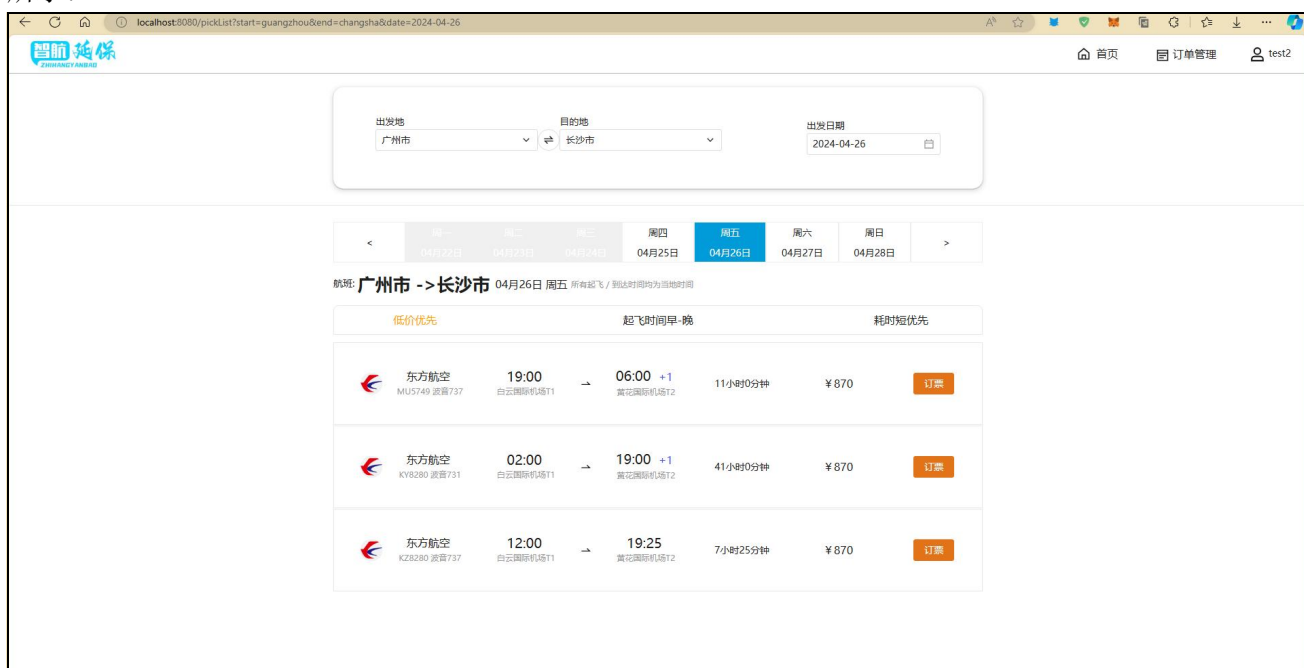 localhost:8080/pickList?start=guangzhou&end=changsha&date=2024-04-26
智航延保
ZHIHANGYANBAO
首页 订单管理 test2
出发地 目的地 出发日期
广州市 长沙市 2024-04-26
< 周一 周二 周三 周四 周五 周六 周日 >
04月22日 04月23日 04月24日 04月25日 04月26日 04月27日 04月28日
航班: 广州市 ->长沙市 04月26日 周五 所有起飞 / 到达时间均为当地时间
低价优先 起飞时间早-晚 耗时短优先
东方航空 19:00 → 06:00 +1 11小时0分钟 ¥870 订票
MU5749 波音737 白云国际机场T1 黄花国际机场T2
东方航空 02:00 → 19:00 +1 41小时0分钟 ¥870 订票
KY8280 波音731 白云国际机场T1 黄花国际机场T2
东方航空 12:00 → 19:25 7小时25分钟 ¥870 订票
KZ8280 波音737 白云国际机场T1 黄花国际机场T2